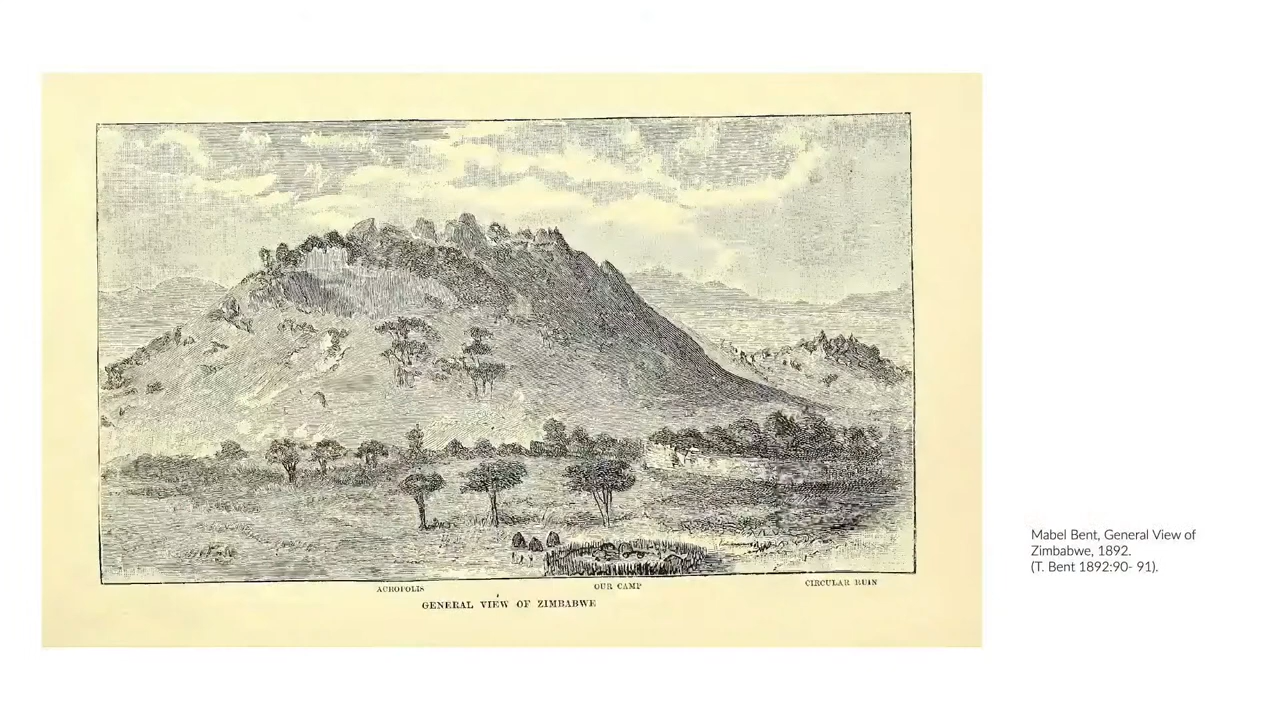 ACROPOLIS
OUR CAMP
CIRCULAR RUIN
GENERAL VIEW OF ZIMBABWE
Mabel Bent, General View of
Zimbabwe, 1892.
(T. Bent 1892:90- 91).